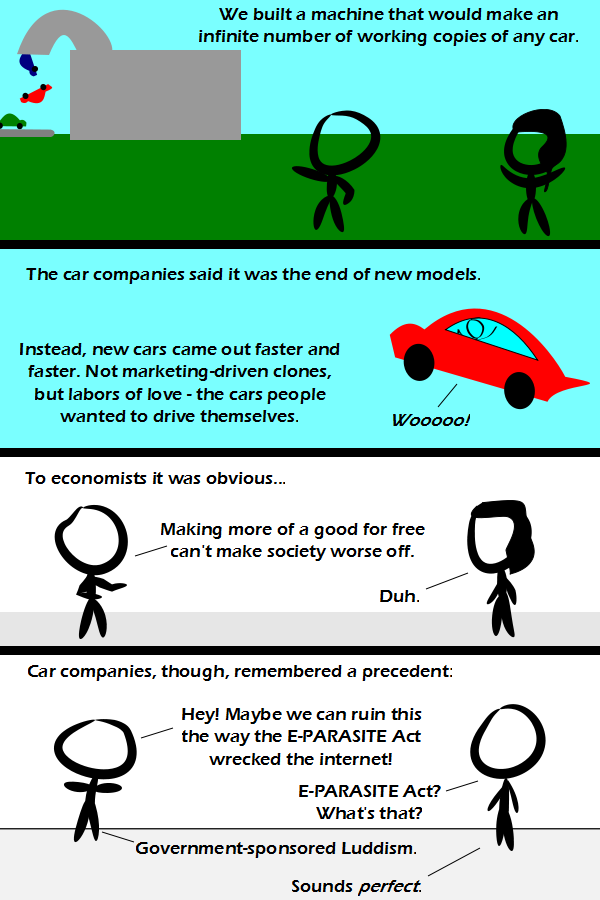 We built a machine that would make an
infinite number of working copies of any car.
The car companies said it was the end of new models.
Instead, new cars came out faster and
faster. Not marketing-driven clones,
but labors of love - the cars people
wanted to drive themselves.
Wooooo!
To economists it was obvious...
Making more of a good for free
can't make society worse off.
Duh.
Car companies, though, remembered a precedent:
Hey! Maybe we can ruin this
the way the E-PARASITE Act
wrecked the internet!
E-PARASITE Act?
What's that?
Government-sponsored Luddism.
Sounds perfect.